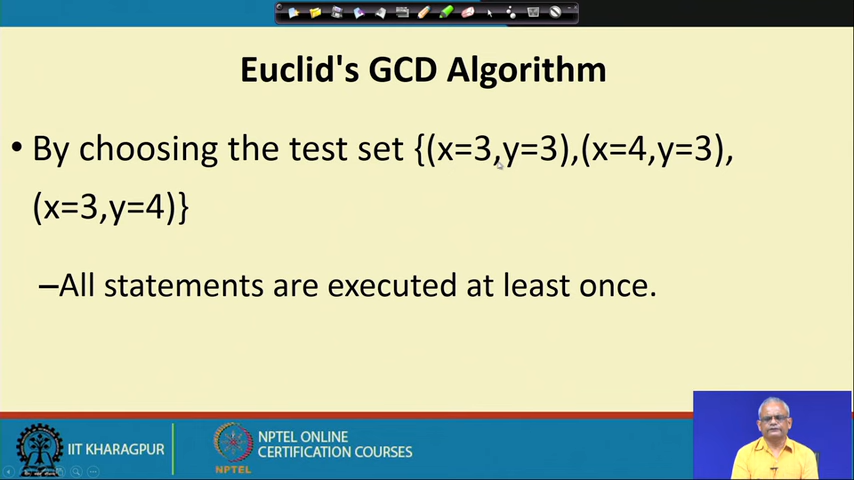 Euclid's GCD Algorithm
• By choosing the test set {(x=3,y=3),(x=4,y=3),
(x=3,y=4)}
–All statements are executed at least once.
IIT KHARAGPUR
NPTEL
NPTEL ONLINE
CERTIFICATION COURSES